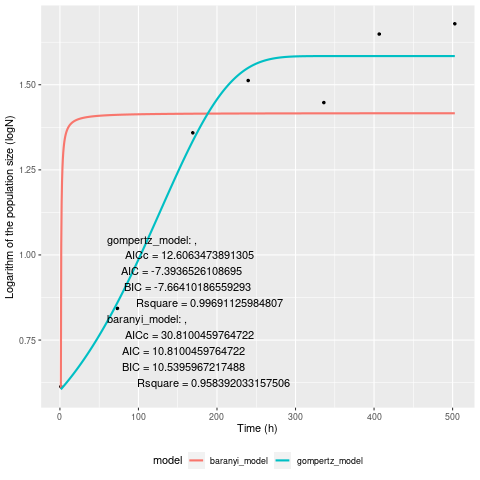 Logarithm of the population size (logN)
1.50
1.25
1.00
0.75
gompertz_model: ,
AICc = 12.6063473891305
AIC = -7.3936526108695
BIC = -7.66410186559293
Rsquare = 0.99691125984807
baranyi_model: ,
AICc = 30.8100459764722
AIC = 10.8100459764722
BIC = 10.5395967217488
Rsquare = 0.958392033157506
0 100 200 300 400 500
Time (h)
model baranyi_model gompertz_model